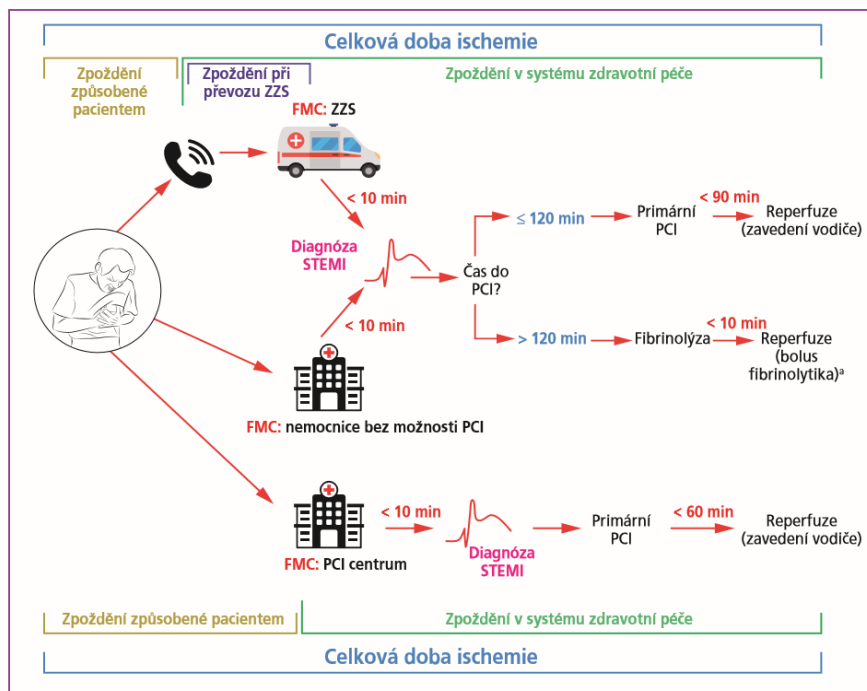 Celková doba ischemie
Zpoždění
způsobené
pacientem
Zpoždění při
převozu ZZS
Zpoždění v systému zdravotní péče
FMC: ZZS
< 10 min
Diagnóza
STEMI
< 10 min
Čas do
PCI?
≤ 120 min
Primární
PCI
< 90 min
Reperfuze
(zavedení vodiče)
> 120 min
Fibrinolýza
< 10 min
Reperfuze
(bolus
fibrinolytika)ᵃ
FMC: nemocnice bez možnosti PCI
FMC: PCI centrum
< 10 min
Diagnóza
STEMI
Primární
PCI
< 60 min
Reperfuze
(zavedení vodiče)
Zpoždění způsobené pacientem
Zpoždění v systému zdravotní péče
Celková doba ischemie